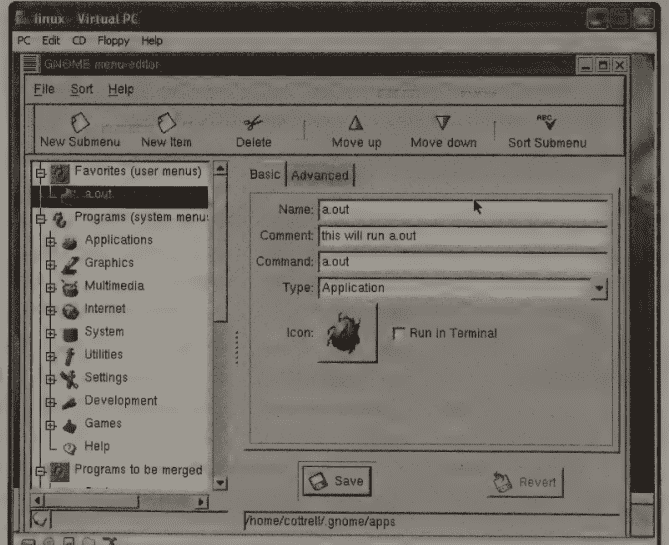 linux - Virtual PC
PC Edit CD Floppy Help
GNOME menu editor
File Sort Help
New Submenu New Item Delete Move up Move down ABC Sort Submenu
Favorites (user menus)
a.out
Programs (system menus
Applications
Graphics
Multimedia
Internet
System
Utilities
Settings
Development
Games
Help
Programs to be merged
Basic Advanced
Name: a.out
Comment: this will run a.out
Command: a.out
Type: Application
Icon: Run in Terminal
Save Revert
/home/cottrell/.gnome/apps